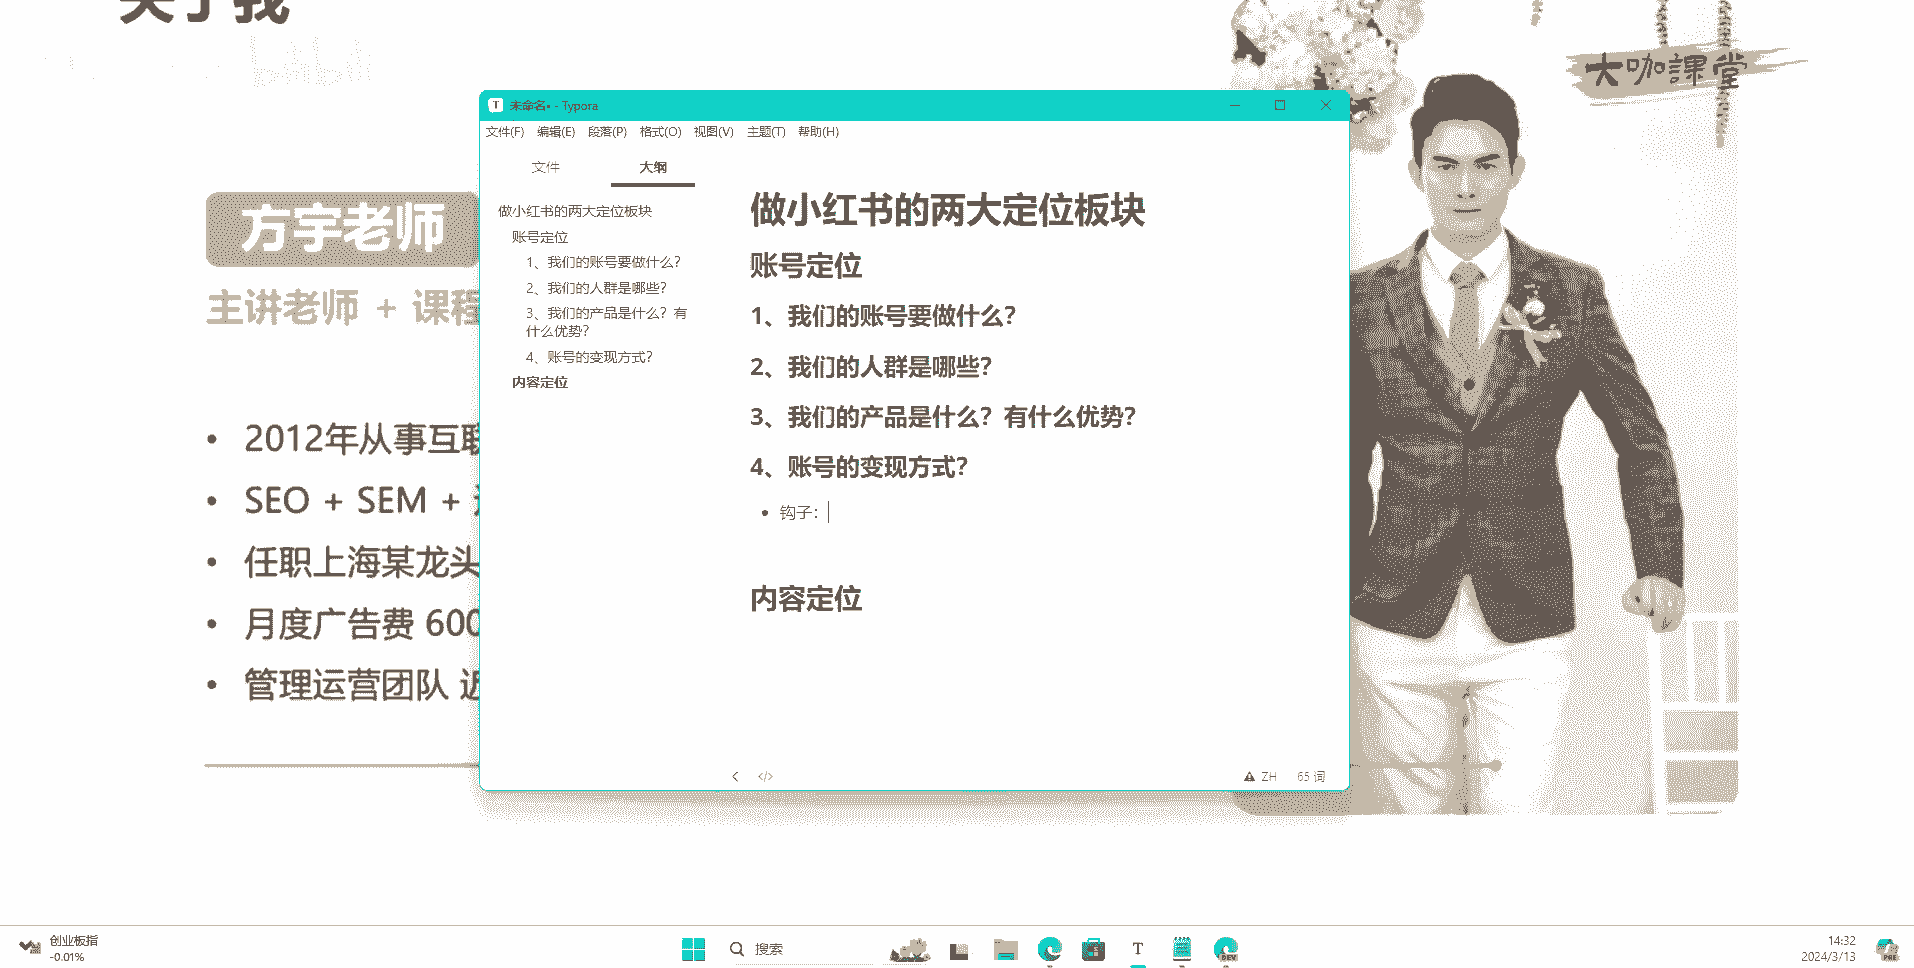 关于我
bilibili
大咖課堂
方宇老师
主讲老师 + 课程
2012年从事互联
SEO + SEM +
任职上海某龙头
月度广告费 600
管理运营团队 近
未命名• - Typora
文件(F) 编辑(E) 段落(P) 格式(O) 视图(V) 主题(T) 帮助(H)
文件 大纲
做小红书的两大定位板块
账号定位
1、我们的账号要做什么？
2、我们的人群是哪些？
3、我们的产品是什么？有
什么优势？
4、账号的变现方式？
内容定位
做小红书的两大定位板块
账号定位
1、我们的账号要做什么？
2、我们的人群是哪些？
3、我们的产品是什么？有什么优势？
4、账号的变现方式？
钩子：
内容定位
</> ZH 65 词
创业板指
-0.01%
搜索
T
DEV
14:32
2024/3/13
PRE